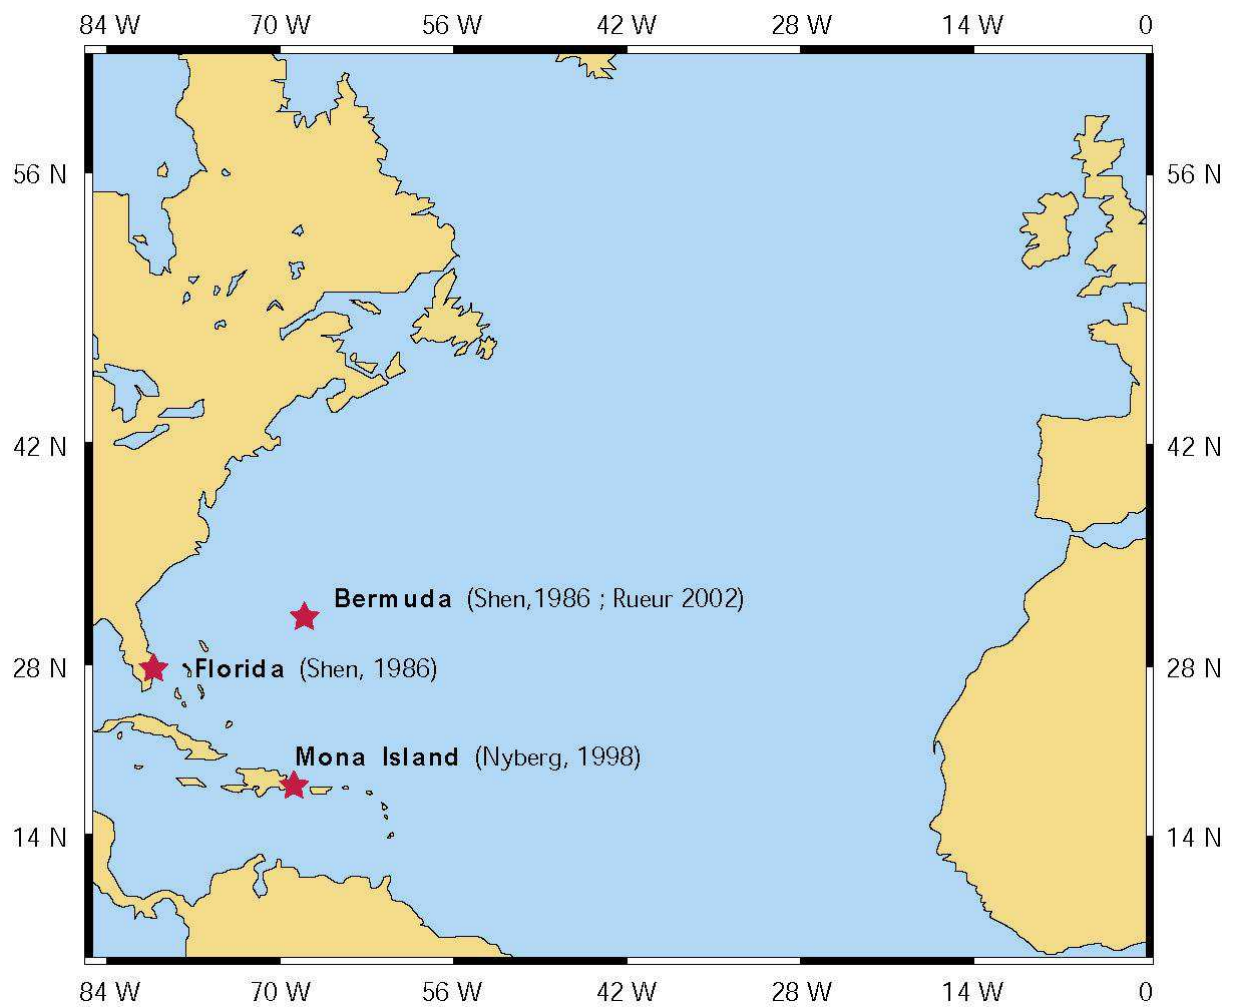 84 W 70 W 56 W 42 W 28 W 14 W 0
56 N 56 N
42 N 42 N
Bermuda (Shen,1986 ; Rueur 2002)
28 N Florida (Shen, 1986) 28 N
Mona Island (Nyberg, 1998)
14 N 14 N
84 W 70 W 56 W 42 W 28 W 14 W 0